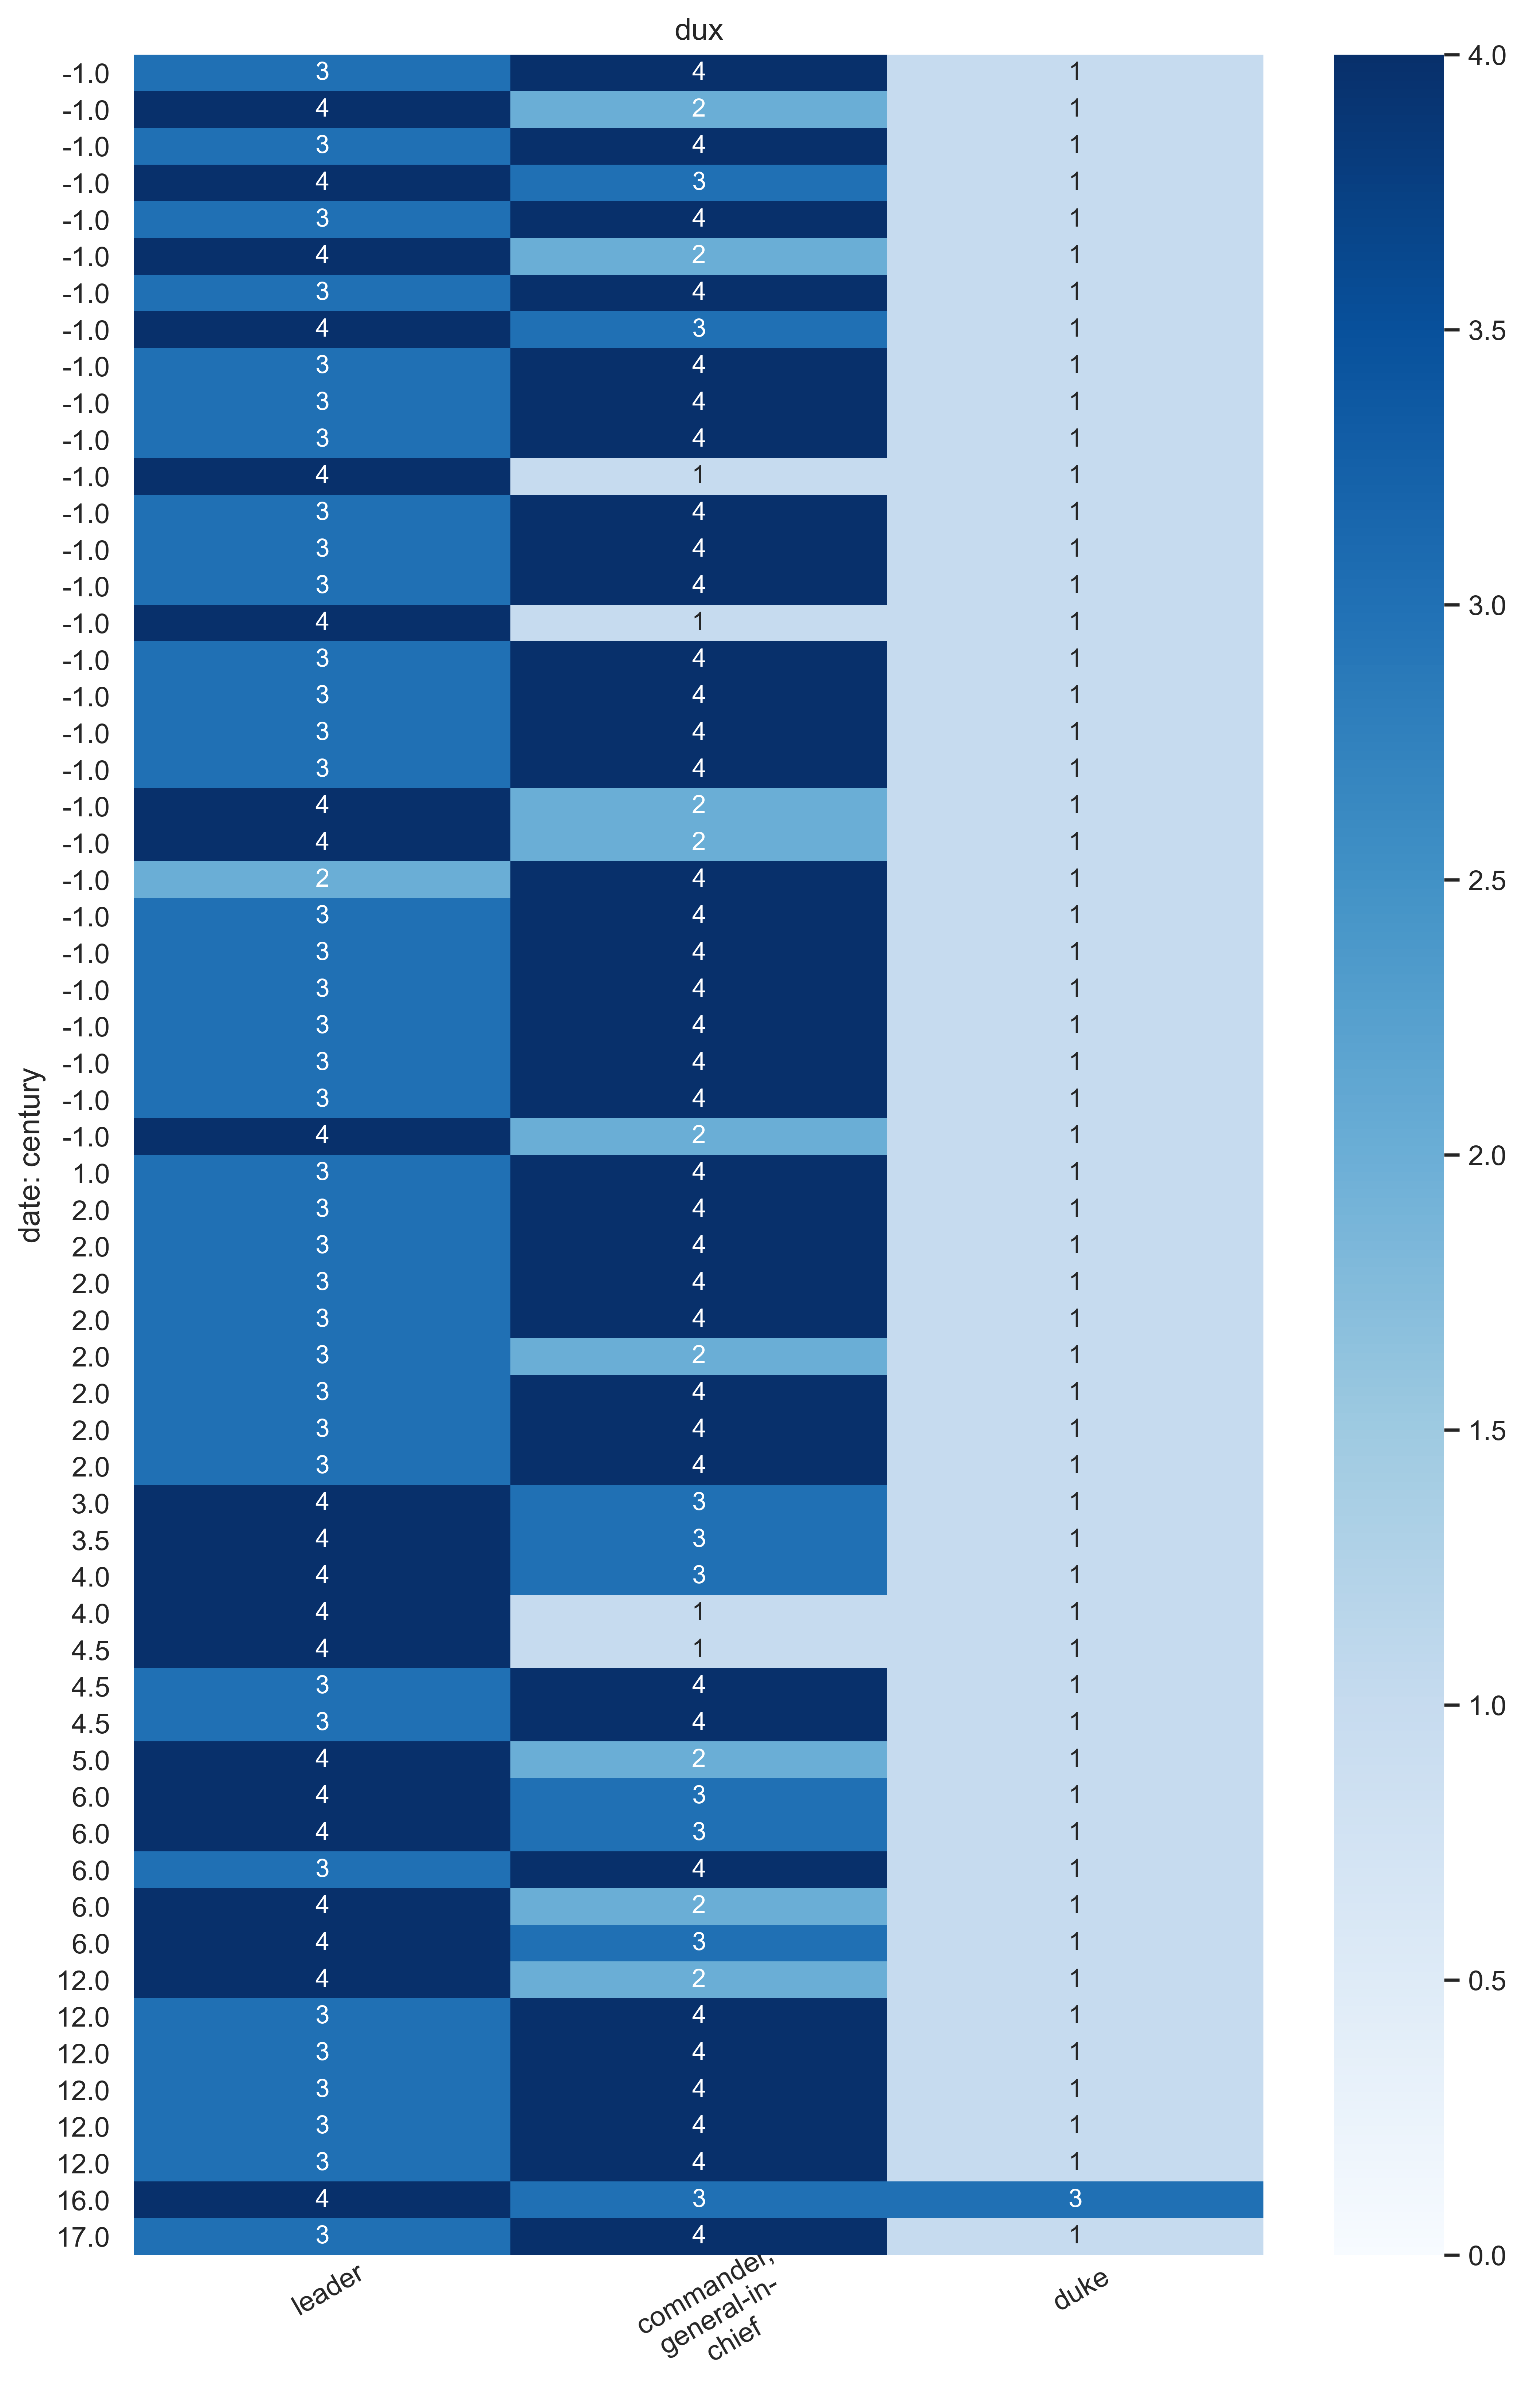 dux
-1.0 3 4 1 4.0
-1.0 4 2 1
-1.0 3 4 1
-1.0 4 3 1
-1.0 3 4 1
-1.0 4 2 1
-1.0 3 4 1
-1.0 4 3 1 3.5
-1.0 3 4 1
-1.0 3 4 1
-1.0 3 4 1
-1.0 4 1 1
-1.0 3 4 1
-1.0 3 4 1
-1.0 3 4 1 3.0
-1.0 4 1 1
-1.0 3 4 1
-1.0 3 4 1
-1.0 3 4 1
-1.0 3 4 1
-1.0 4 2 1
-1.0 4 2 1
-1.0 2 4 1 2.5
-1.0 3 4 1
-1.0 3 4 1
-1.0 3 4 1
-1.0 3 4 1
-1.0 3 4 1
-1.0 3 4 1
-1.0 4 2 1 2.0
1.0 3 4 1
2.0 3 4 1
2.0 3 4 1
2.0 3 4 1
2.0 3 4 1
2.0 3 2 1
2.0 3 4 1
2.0 3 4 1 1.5
2.0 3 4 1
3.0 4 3 1
3.5 4 3 1
4.0 4 3 1
4.0 4 1 1
4.5 4 1 1
4.5 3 4 1 1.0
4.5 3 4 1
5.0 4 2 1
6.0 4 3 1
6.0 4 3 1
6.0 3 4 1
6.0 4 2 1
6.0 4 3 1
12.0 4 2 1 0.5
12.0 3 4 1
12.0 3 4 1
12.0 3 4 1
12.0 3 4 1
12.0 3 4 1
16.0 4 3 3
17.0 3 4 1 0.0
date: century
leader
commander,
general-in-
chief
duke